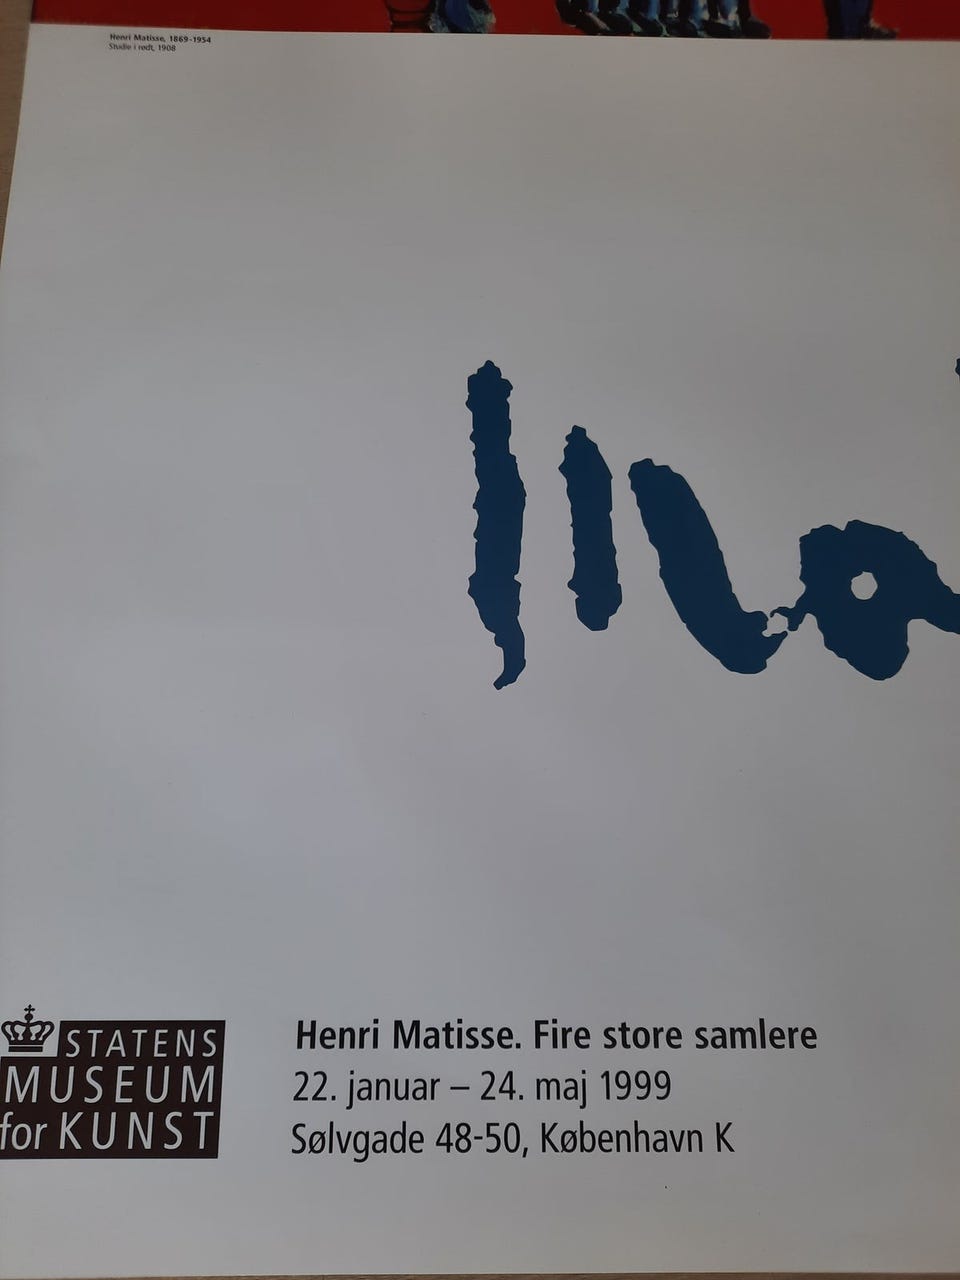 Henri Matisse, 1869-1954
Studie i rødt, 1908
Ma
STATENS
MUSEUM
for KUNST
Henri Matisse. Fire store samlere
22. januar – 24. maj 1999
Sølvgade 48-50, København K